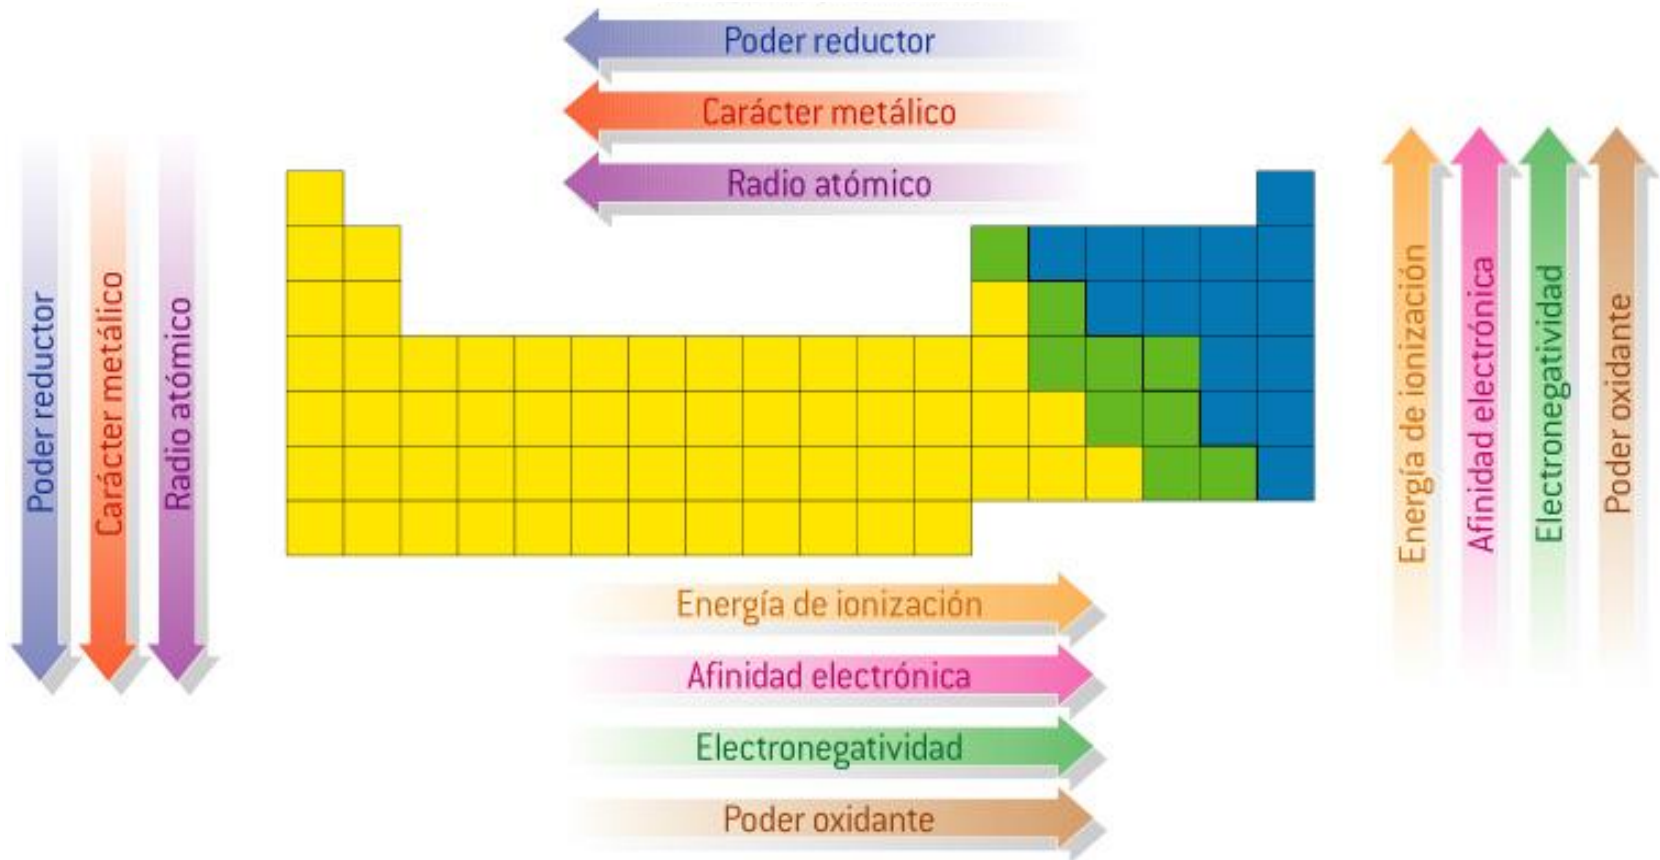 Poder reductor
Carácter metálico
Radio atómico
Poder reductor
Carácter metálico
Radio atómico
Energía de ionización
Afinidad electrónica
Electronegatividad
Poder oxidante
Energía de ionización
Afinidad electrónica
Electronegatividad
Poder oxidante